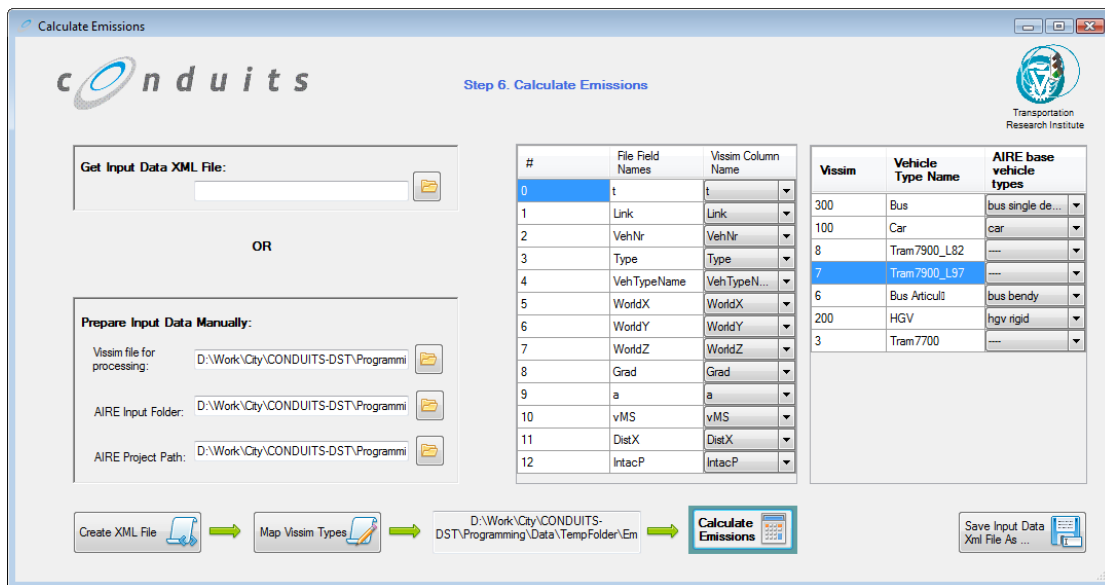 Calculate Emissions
conduits
Step 6. Calculate Emissions
Transportation
Research Institute
Get Input Data XML File:
OR
Prepare Input Data Manually:
Vissim file for
processing:
D:\Work\City\CONDUITS-DST\Programmi
AIRE Input Folder:
D:\Work\City\CONDUITS-DST\Programmi
AIRE Project Path:
D:\Work\City\CONDUITS-DST\Programmi
# File Field Names Vissim Column Name
0 t t
1 Link Link
2 VehNr VehNr
3 Type Type
4 VehTypeName VehTypeN...
5 WorldX WorldX
6 WorldY WorldY
7 WorldZ WorldZ
8 Grad Grad
9 a a
10 vMS vMS
11 DistX DistX
12 IntacP IntacP
Vissim Vehicle Type Name AIRE base vehicle types
300 Bus bus single de...
100 Car car
8 Tram7900_L82 ----
7 Tram7900_L97 ----
6 Bus Articul▯ bus bendy
200 HGV hgv rigid
3 Tram7700 ----
Create XML File
Map Vissim Types
D:\Work\City\CONDUITS-
DST\Programming\Data\TempFolder\Em
Calculate
Emissions
Save Input Data
Xml File As ...